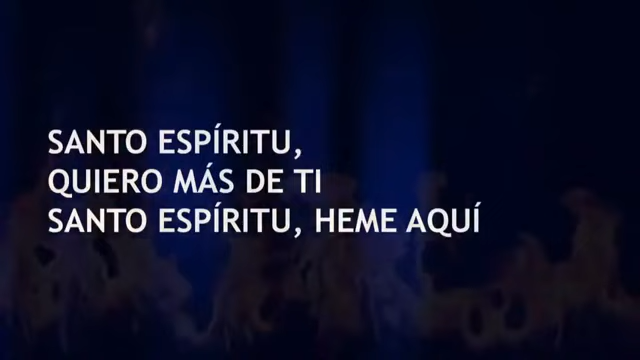 SANTO ESPÍRITU,
QUIERO MÁS DE TI
SANTO ESPÍRITU, HEME AQUÍ